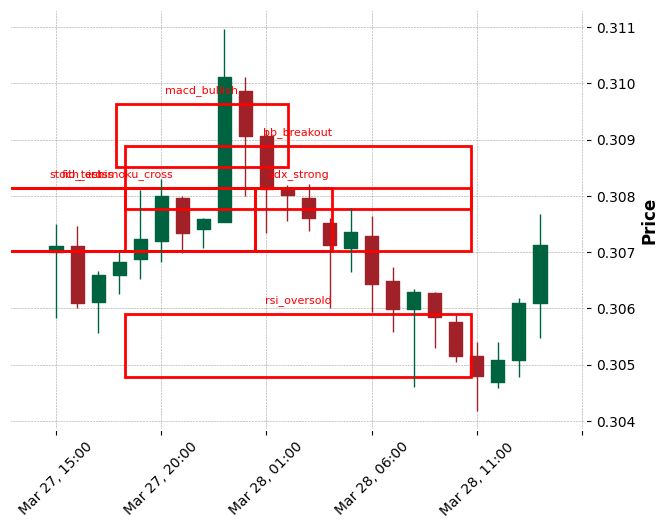 0.311
0.310
macd_bullish
0.309
bb_breakout
ichimoku_cross
adx_strong
0.308
Price
0.307
0.306
rsi_oversold
0.305
0.304
Mar 27, 15:00
Mar 27, 20:00
Mar 28, 01:00
Mar 28, 06:00
Mar 28, 11:00